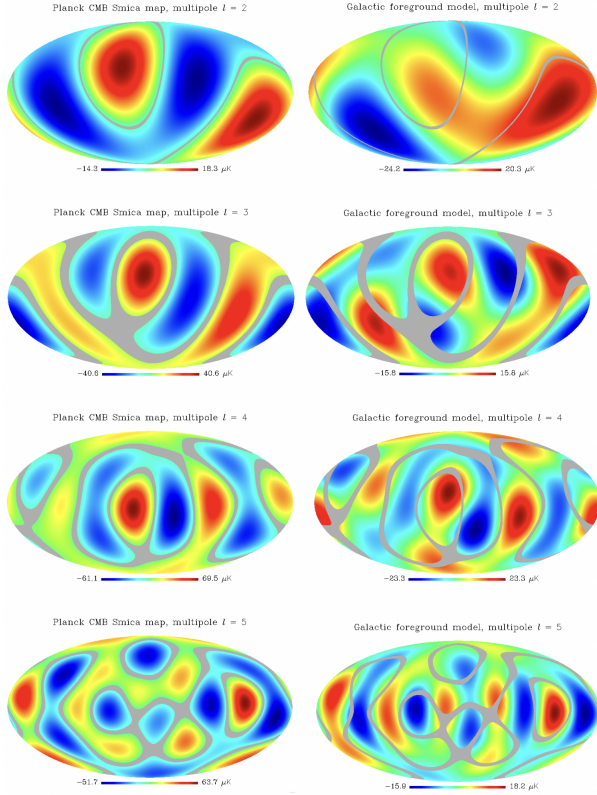 Planck CMB Smica map, multipole l = 2
Galactic foreground model, multipole l = 2
−14.3 18.3 μK
−24.2 20.3 μK
Planck CMB Smica map, multipole l = 3
Galactic foreground model, multipole l = 3
−40.6 40.6 μK
−15.8 15.8 μK
Planck CMB Smica map, multipole l = 4
Galactic foreground model, multipole l = 4
−61.1 69.5 μK
−23.3 23.3 μK
Planck CMB Smica map, multipole l = 5
Galactic foreground model, multipole l = 5
−51.7 63.7 μK
−15.9 18.2 μK